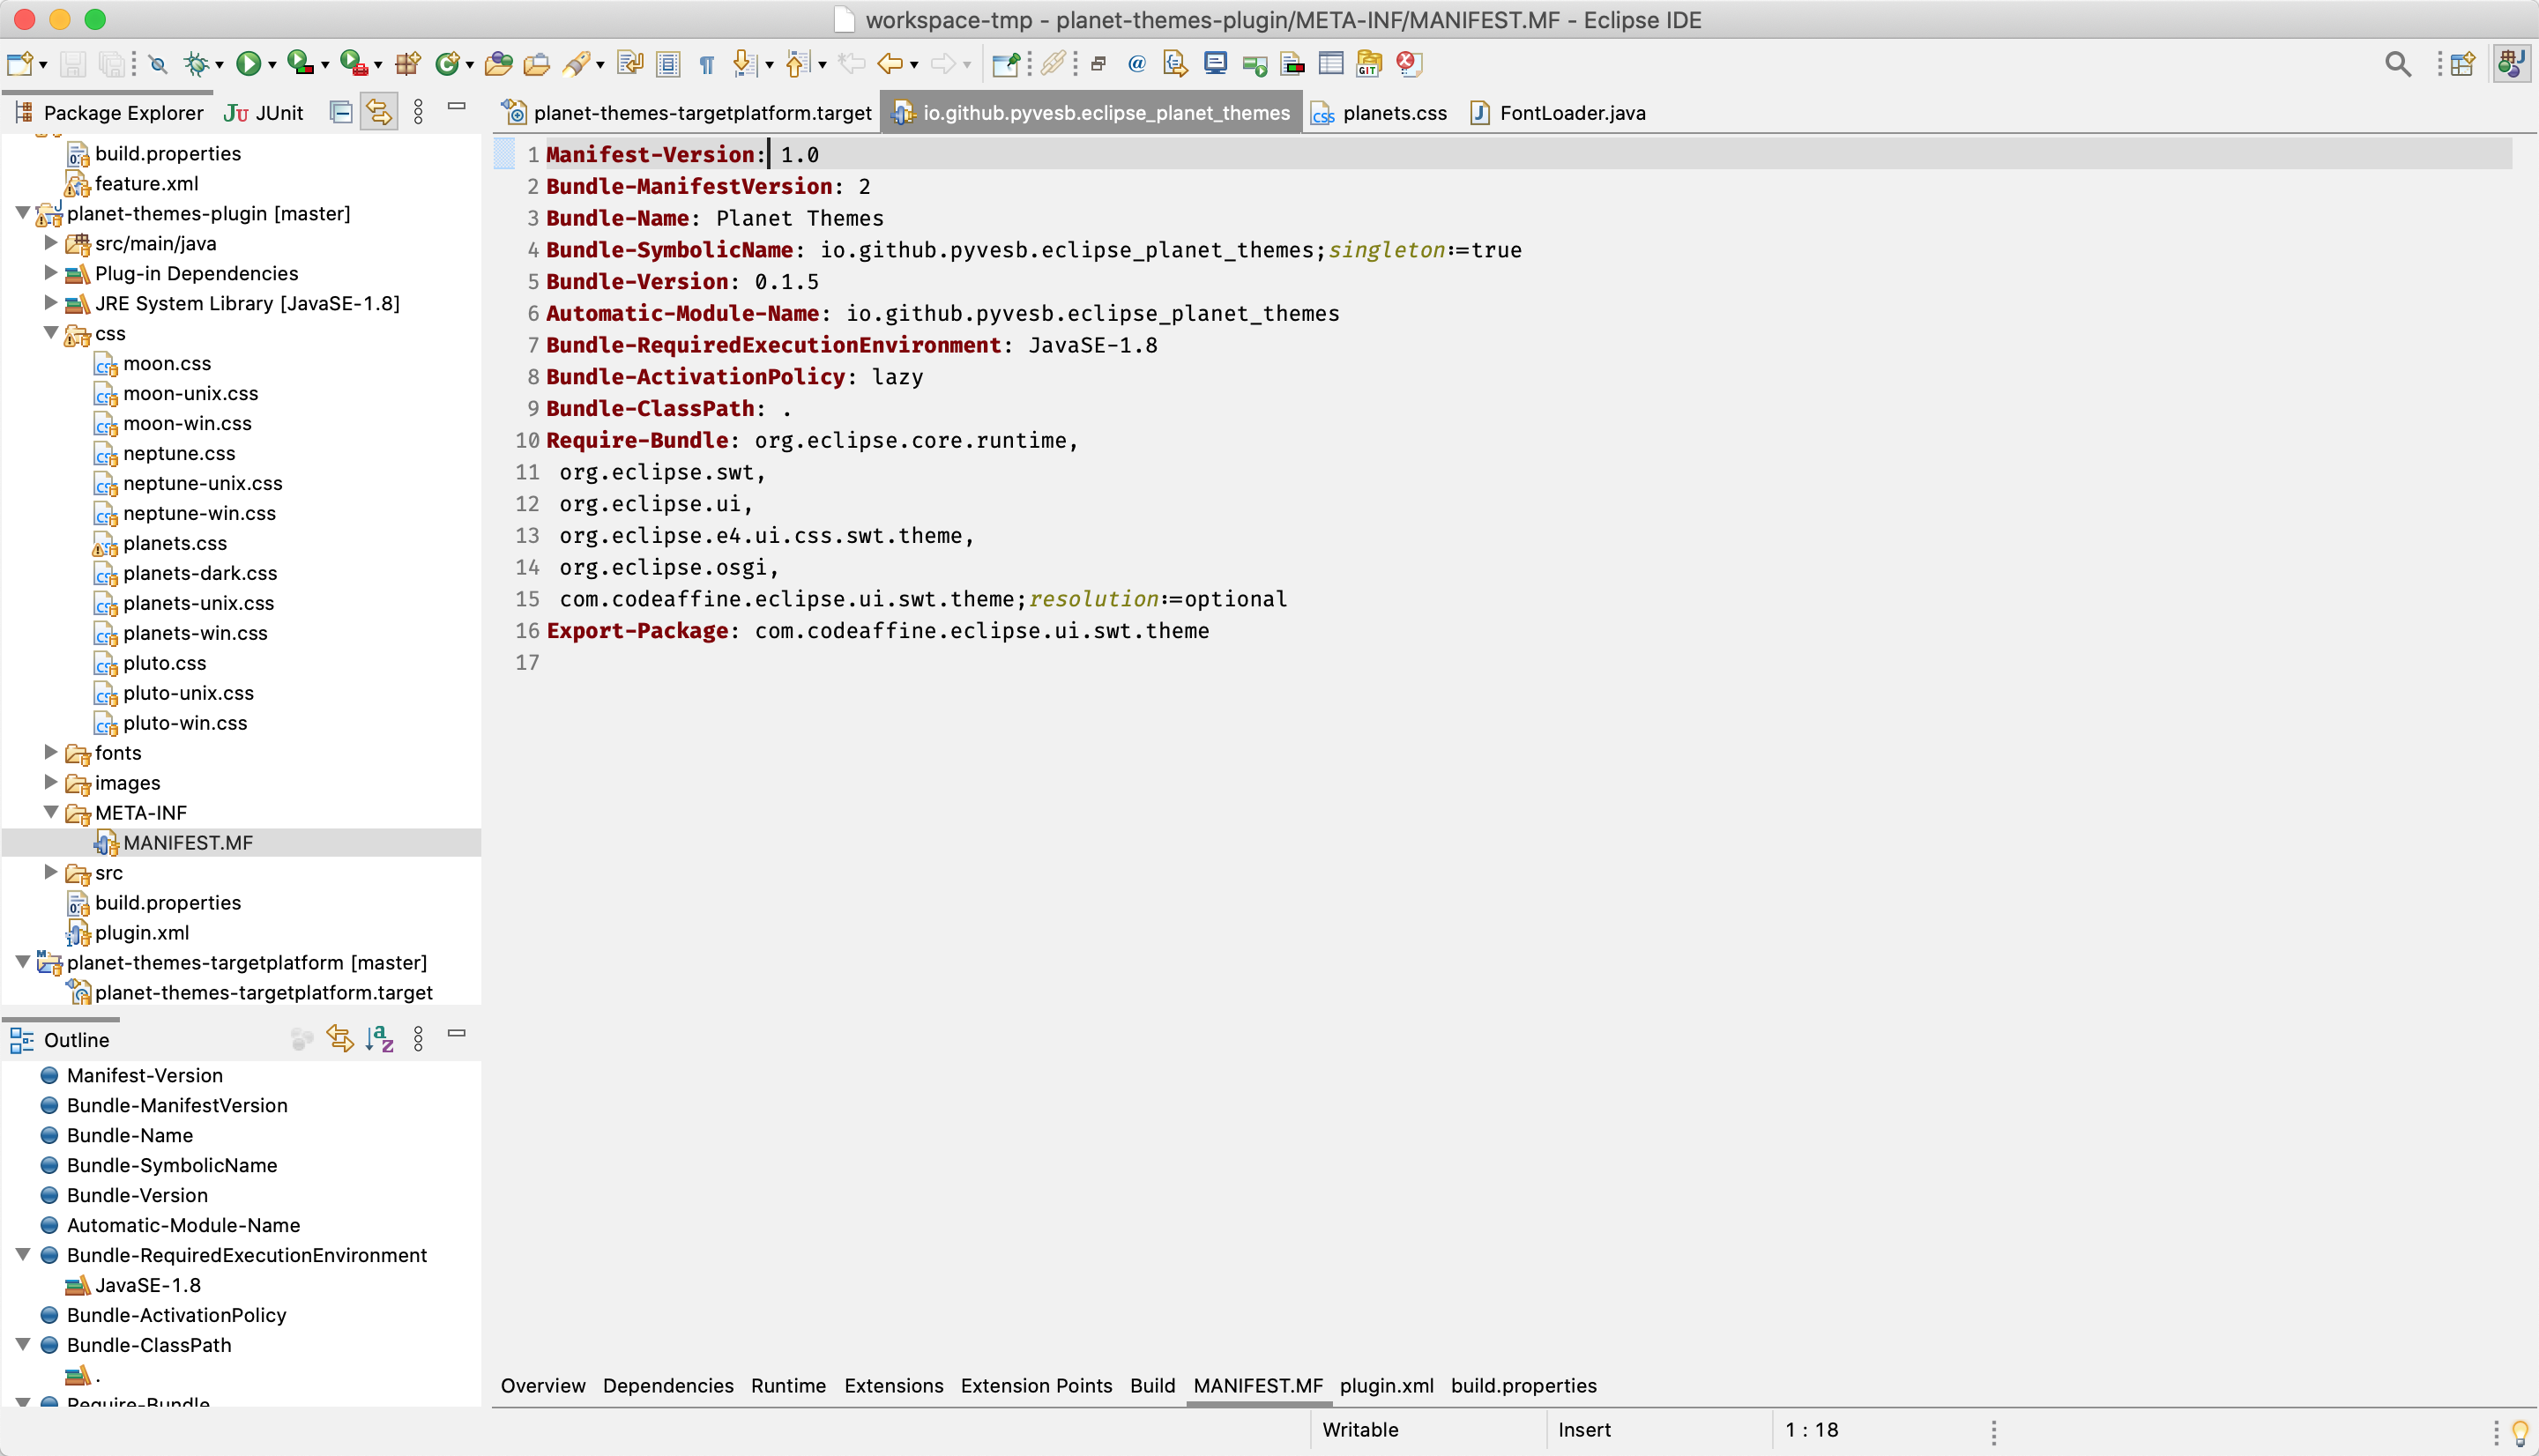 workspace-tmp - planet-themes-plugin/META-INF/MANIFEST.MF - Eclipse IDE
Package Explorer
JUnit
build.properties
feature.xml
planet-themes-plugin [master]
src/main/java
Plug-in Dependencies
JRE System Library [JavaSE-1.8]
css
moon.css
moon-unix.css
moon-win.css
neptune.css
neptune-unix.css
neptune-win.css
planets.css
planets-dark.css
planets-unix.css
planets-win.css
pluto.css
pluto-unix.css
pluto-win.css
fonts
images
META-INF
MANIFEST.MF
src
build.properties
plugin.xml
planet-themes-targetplatform [master]
planet-themes-targetplatform.target
Outline
Manifest-Version
Bundle-ManifestVersion
Bundle-Name
Bundle-SymbolicName
Bundle-Version
Automatic-Module-Name
Bundle-RequiredExecutionEnvironment
JavaSE-1.8
Bundle-ActivationPolicy
Bundle-ClassPath
.
Require-Bundle
planet-themes-targetplatform.target
io.github.pyvesb.eclipse_planet_themes
planets.css
FontLoader.java
1 Manifest-Version: 1.0
2 Bundle-ManifestVersion: 2
3 Bundle-Name: Planet Themes
4 Bundle-SymbolicName: io.github.pyvesb.eclipse_planet_themes;singleton:=true
5 Bundle-Version: 0.1.5
6 Automatic-Module-Name: io.github.pyvesb.eclipse_planet_themes
7 Bundle-RequiredExecutionEnvironment: JavaSE-1.8
8 Bundle-ActivationPolicy: lazy
9 Bundle-ClassPath: .
10 Require-Bundle: org.eclipse.core.runtime,
11 org.eclipse.swt,
12 org.eclipse.ui,
13 org.eclipse.e4.ui.css.swt.theme,
14 org.eclipse.osgi,
15 com.codeaffine.eclipse.ui.swt.theme;resolution:=optional
16 Export-Package: com.codeaffine.eclipse.ui.swt.theme
17
Overview Dependencies Runtime Extensions Extension Points Build MANIFEST.MF plugin.xml build.properties
Writable
Insert
1 : 18